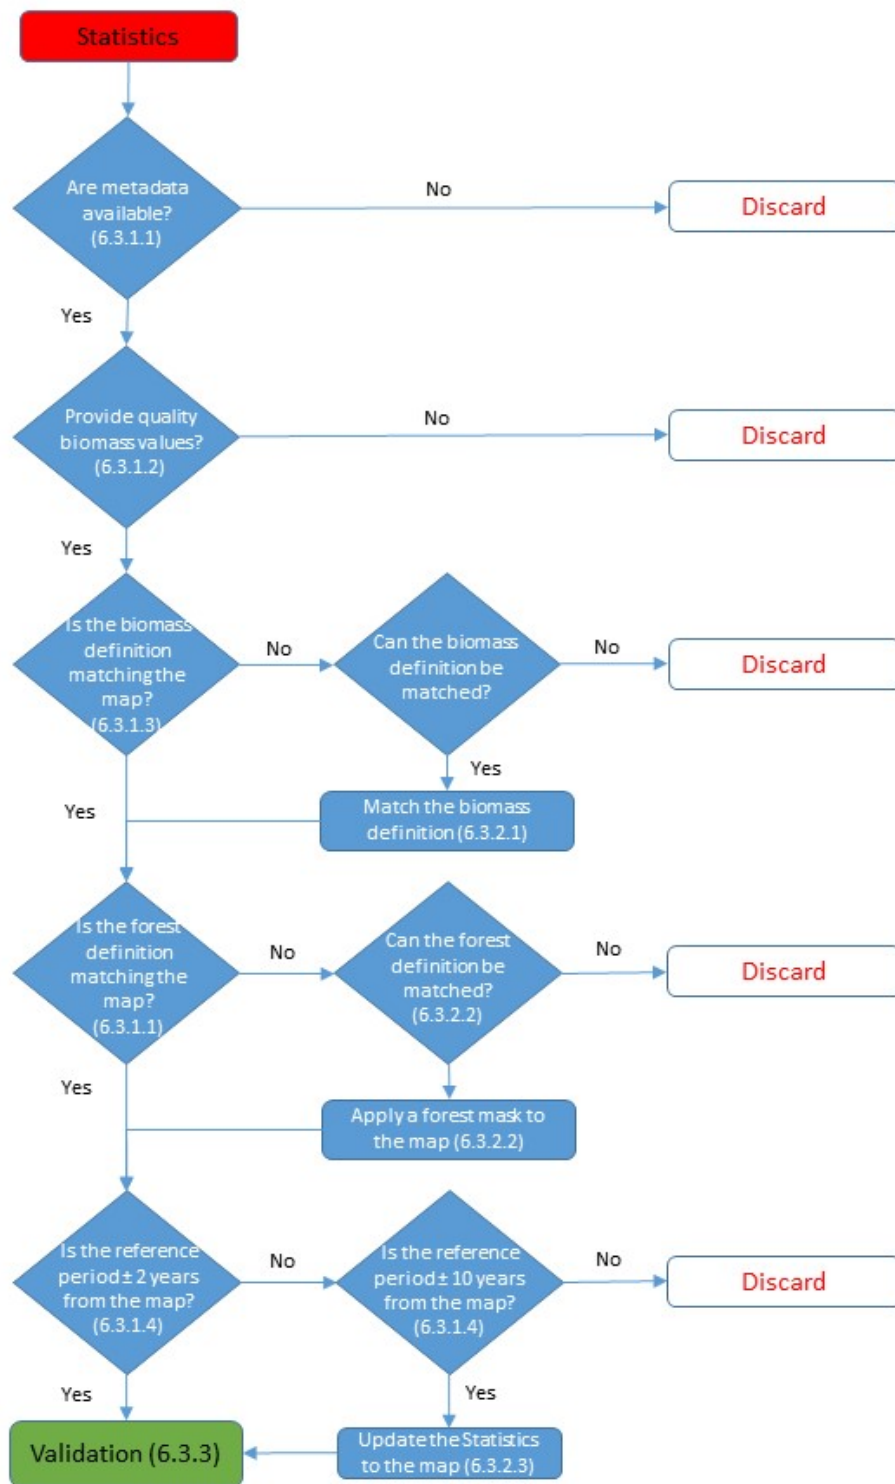 Statistics
Are metadata
available?
(6.3.1.1)
No
Discard
Yes
Provide quality
biomass values?
(6.3.1.2)
No
Discard
Yes
Is the biomass
definition
matching the
map?
(6.3.1.3)
No
Can the biomass
definition be
matched?
No
Discard
Yes
Yes
Match the biomass
definition (6.3.2.1)
Is the forest
definition
matching the
map?
(6.3.1.1)
No
Can the forest
definition be
matched?
(6.3.2.2)
No
Discard
Yes
Apply a forest mask to
the map (6.3.2.2)
Is the reference
period ± 2 years
from the map?
(6.3.1.4)
No
Is the reference
period ± 10 years
from the map?
(6.3.1.4)
No
Discard
Yes
Yes
Validation (6.3.3)
Update the Statistics
to the map (6.3.2.3)